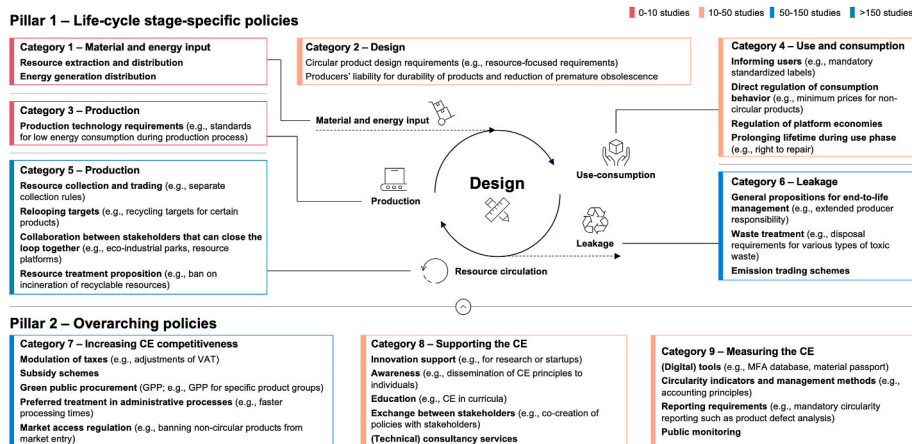 Pillar 1 – Life-cycle stage-specific policies
0-10 studies
10-50 studies
50-150 studies
>150 studies
Category 1 – Material and energy input
Resource extraction and distribution
Energy generation distribution
Category 2 – Design
Circular product design requirements (e.g., resource-focused requirements)
Producers' liability for durability of products and reduction of premature obsolescence
Category 4 – Use and consumption
Informing users (e.g., mandatory
standardized labels)
Direct regulation of consumption
behavior (e.g., minimum prices for non-
circular products)
Regulation of platform economies
Prolonging lifetime during use phase
(e.g., right to repair)
Category 3 – Production
Production technology requirements (e.g., standards
for low energy consumption during production process)
Category 5 – Production
Resource collection and trading (e.g., separate
collection rules)
Relooping targets (e.g., recycling targets for certain
products)
Collaboration between stakeholders that can close the
loop together (e.g., eco-industrial parks, resource
platforms)
Resource treatment proposition (e.g., ban on
incineration of recyclable resources)
Material and energy input
Production
Design
Use-consumption
Leakage
Resource circulation
Category 6 – Leakage
General propositions for end-to-life
management (e.g., extended producer
responsibility)
Waste treatment (e.g., disposal
requirements for various types of toxic
waste)
Emission trading schemes
Pillar 2 – Overarching policies
Category 7 – Increasing CE competitiveness
Modulation of taxes (e.g., adjustments of VAT)
Subsidy schemes
Green public procurement (GPP; e.g., GPP for specific product groups)
Preferred treatment in administrative processes (e.g., faster
processing times)
Market access regulation (e.g., banning non-circular products from
market entry)
Category 8 – Supporting the CE
Innovation support (e.g., for research or startups)
Awareness (e.g., dissemination of CE principles to
individuals)
Education (e.g., CE in curricula)
Exchange between stakeholders (e.g., co-creation of
policies with stakeholders)
(Technical) consultancy services
Category 9 – Measuring the CE
(Digital) tools (e.g., MFA database, material passport)
Circularity indicators and management methods (e.g.,
accounting principles)
Reporting requirements (e.g., mandatory circularity
reporting such as product defect analysis)
Public monitoring